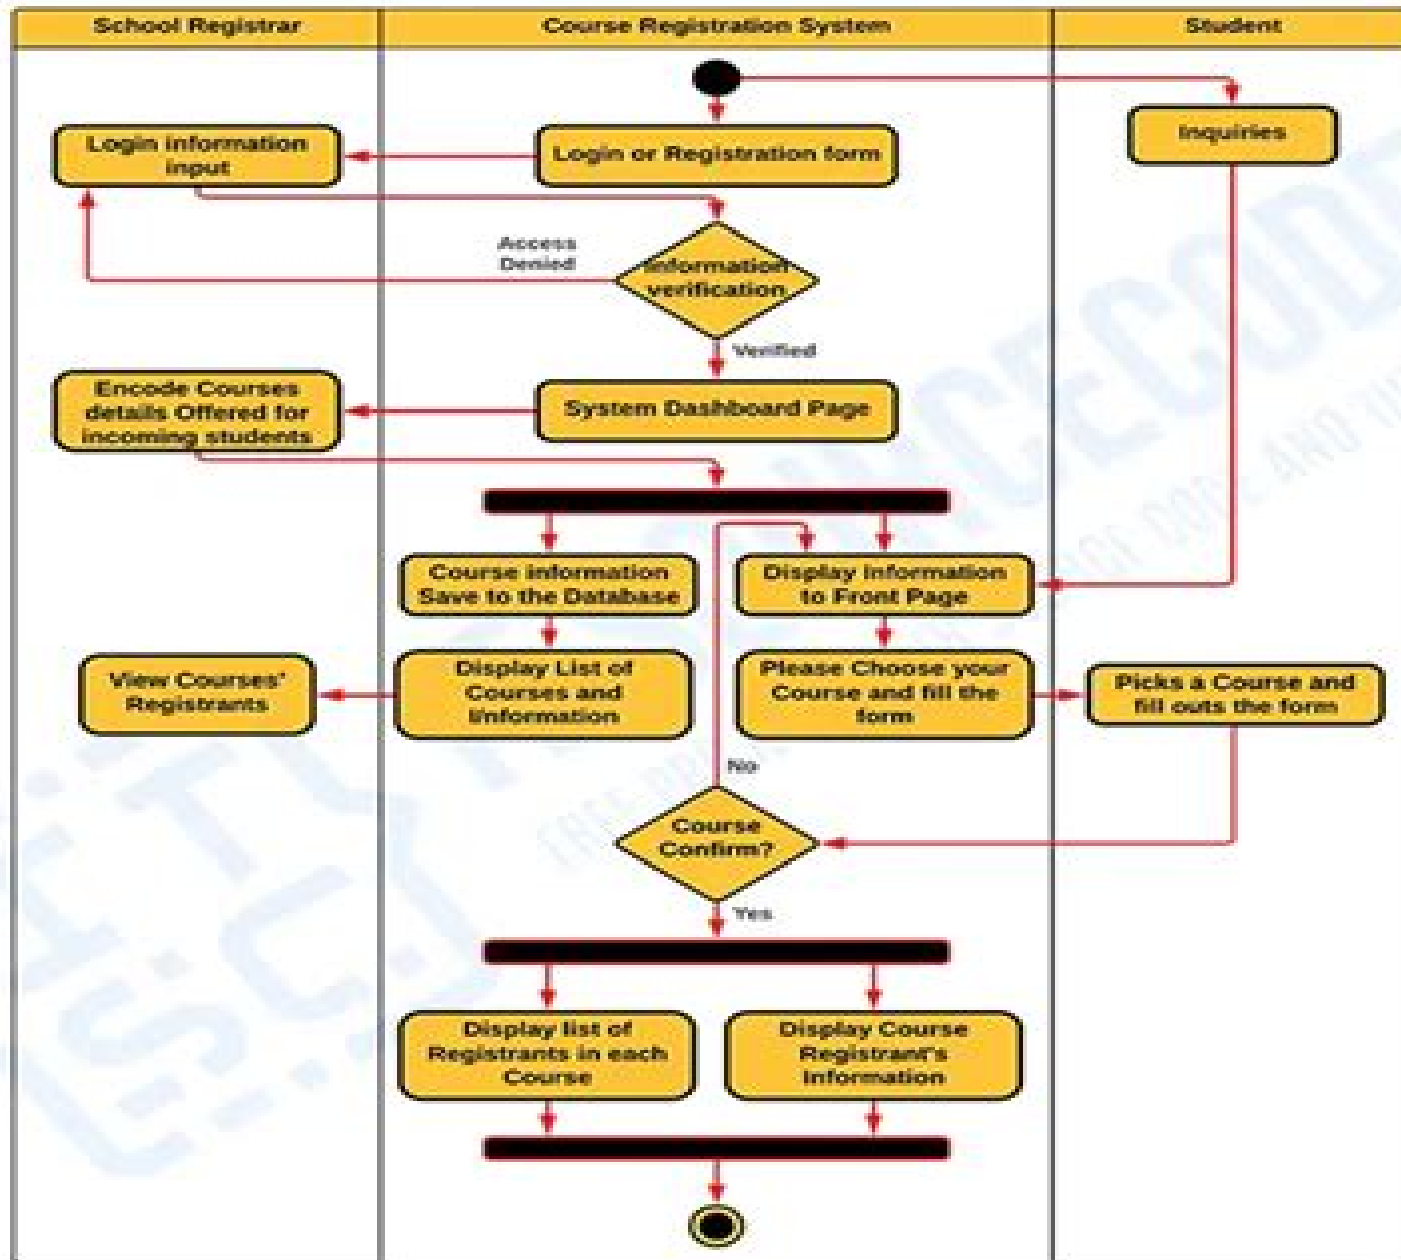 School Registrar
Course Registration System
Student
Login information
input
Login or Registration form
Inquiries
Access
Denied
Information
verification
Verified
Encode Courses
details Offered for
incoming students
System Dashboard Page
Course information
Save to the Database
Display Information
to Front Page
View Courses'
Registrants
Display List of
Courses and
I/nformation
Please Choose your
Course and fill the
form
Picks a Course and
fill outs the form
No
Course
Confirm?
Yes
Display list of
Registrants in each
Course
Display Course
Registrant's
Information